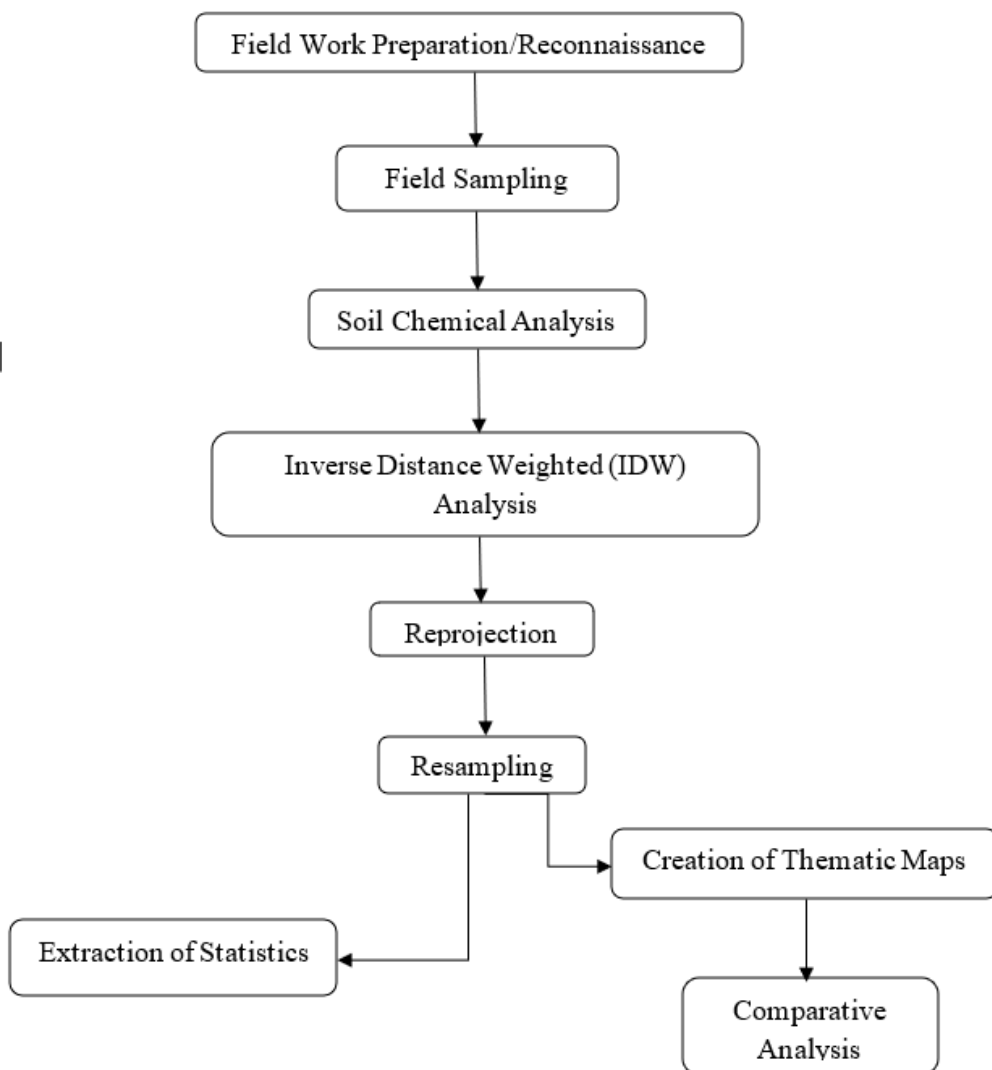 Field Work Preparation/Reconnaissance
Field Sampling
Soil Chemical Analysis
Inverse Distance Weighted (IDW)
Analysis
Reprojection
Resampling
Creation of Thematic Maps
Extraction of Statistics
Comparative
Analysis